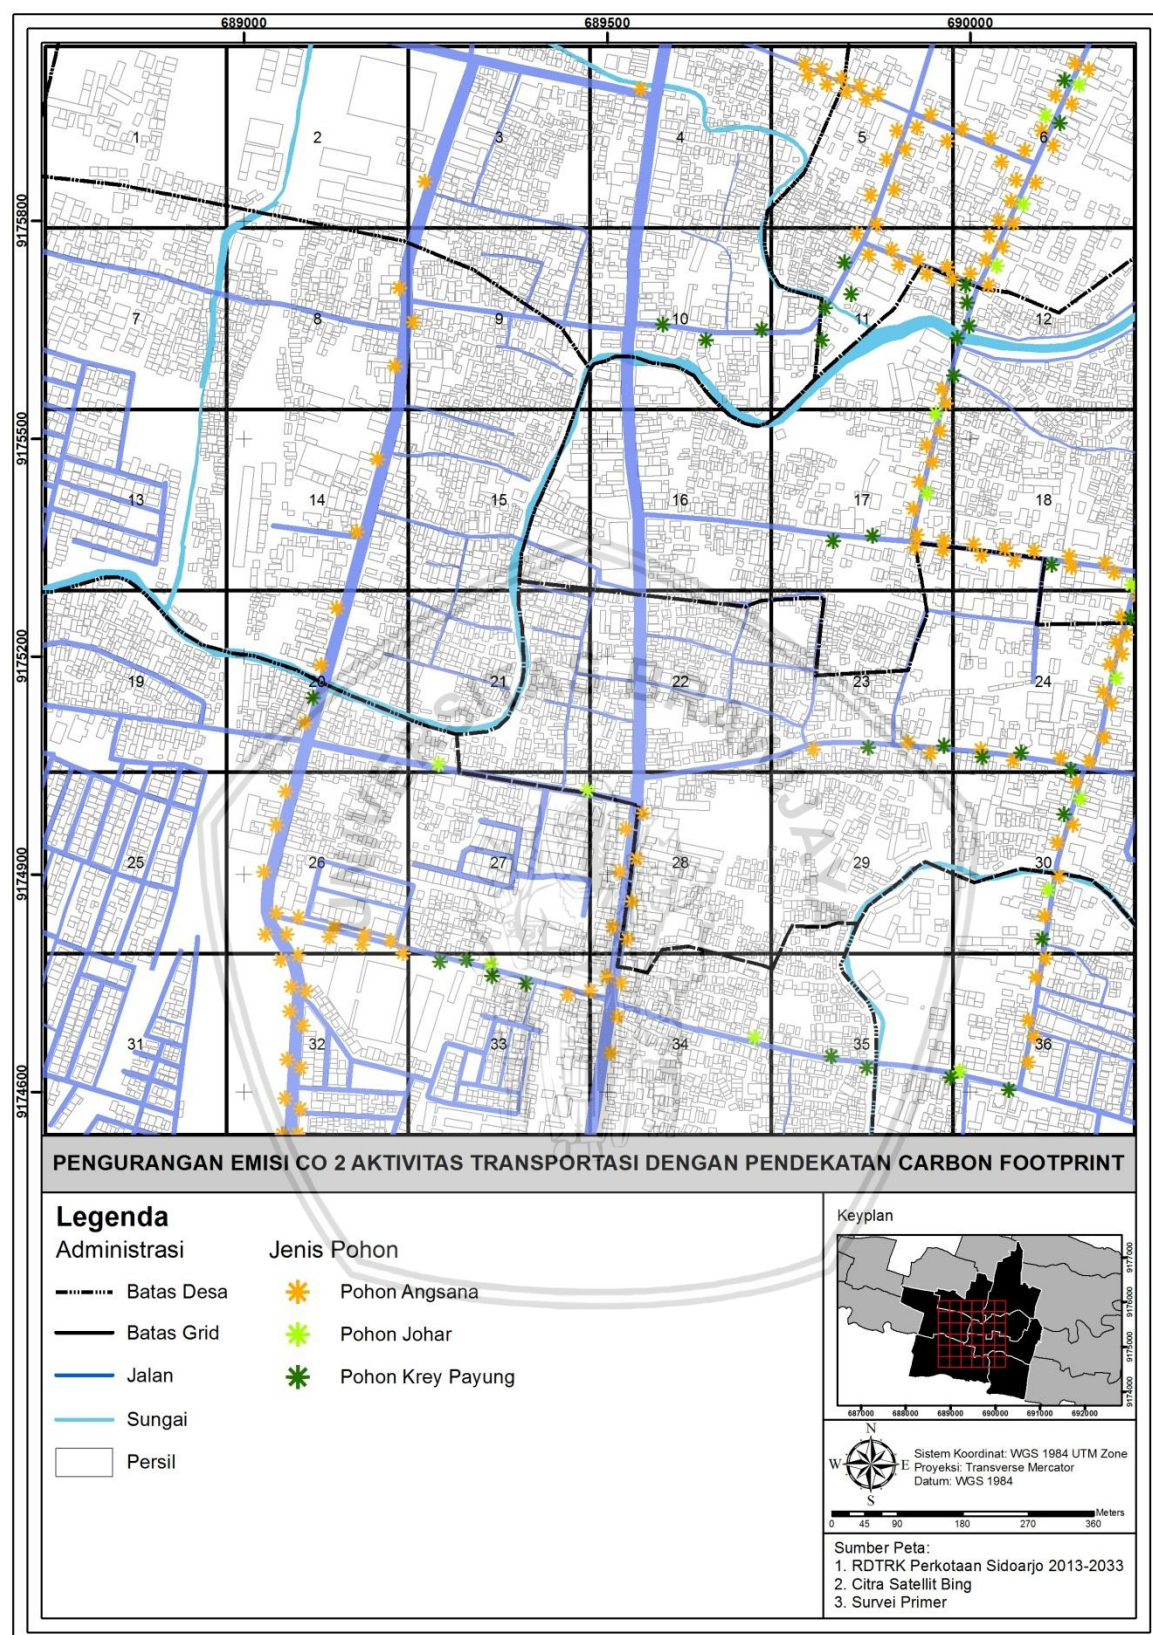 689000 689500 690000
9175800
9175500
9175200
9174900
9174600
1 2 3 4 5 6
7 8 9 10 11 12
13 14 15 16 17 18
19 20 21 22 23 24
25 26 27 28 29 30
31 32 33 34 35 36
UNIVERSITAS BRAWIJAYA
PENGURANGAN EMISI CO 2 AKTIVITAS TRANSPORTASI DENGAN PENDEKATAN CARBON FOOTPRINT
Legenda
Administrasi
Batas Desa
Batas Grid
Jalan
Sungai
Persil
Jenis Pohon
Pohon Angsana
Pohon Johar
Pohon Krey Payung
Keyplan
9177000
9176000
9175000
9174000
687000 688000 689000 690000 691000 692000
N
W E
S
Sistem Koordinat: WGS 1984 UTM Zone
Proyeksi: Transverse Mercator
Datum: WGS 1984
Meters
0 45 90 180 270 360
Sumber Peta:
1. RDTRK Perkotaan Sidoarjo 2013-2033
2. Citra Satellit Bing
3. Survei Primer